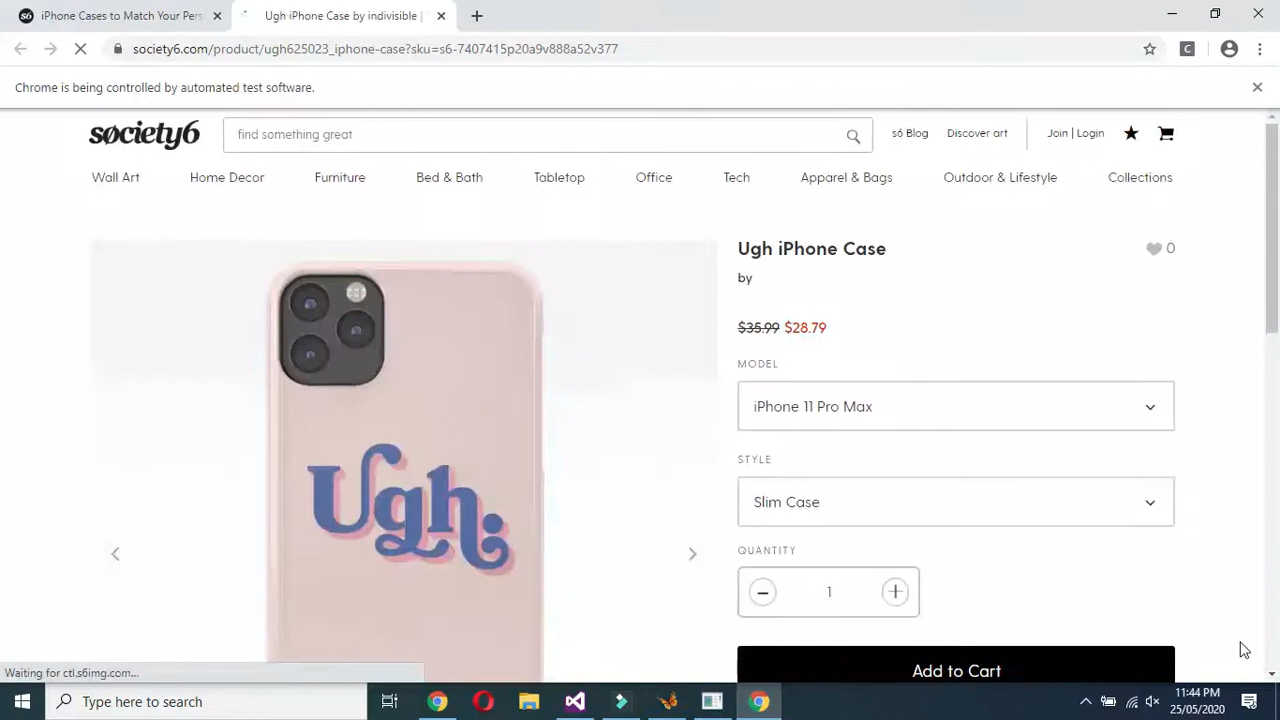 iPhone Cases to Match Your Pers
Ugh iPhone Case by indivisible |
society6.com/product/ugh625023_iphone-case?sku=s6-7407415p20a9v888a52v377
Chrome is being controlled by automated test software.
søciety6
find something great
s6 Blog
Discover art
Join | Login
Wall Art
Home Decor
Furniture
Bed & Bath
Tabletop
Office
Tech
Apparel & Bags
Outdoor & Lifestyle
Collections
Ugh iPhone Case
0
by
$35.99 $28.79
MODEL
iPhone 11 Pro Max
STYLE
Slim Case
Ugh.
QUANTITY
1
Add to Cart
Waiting for ctl.s6img.com...
Type here to search
11:44 PM
25/05/2020